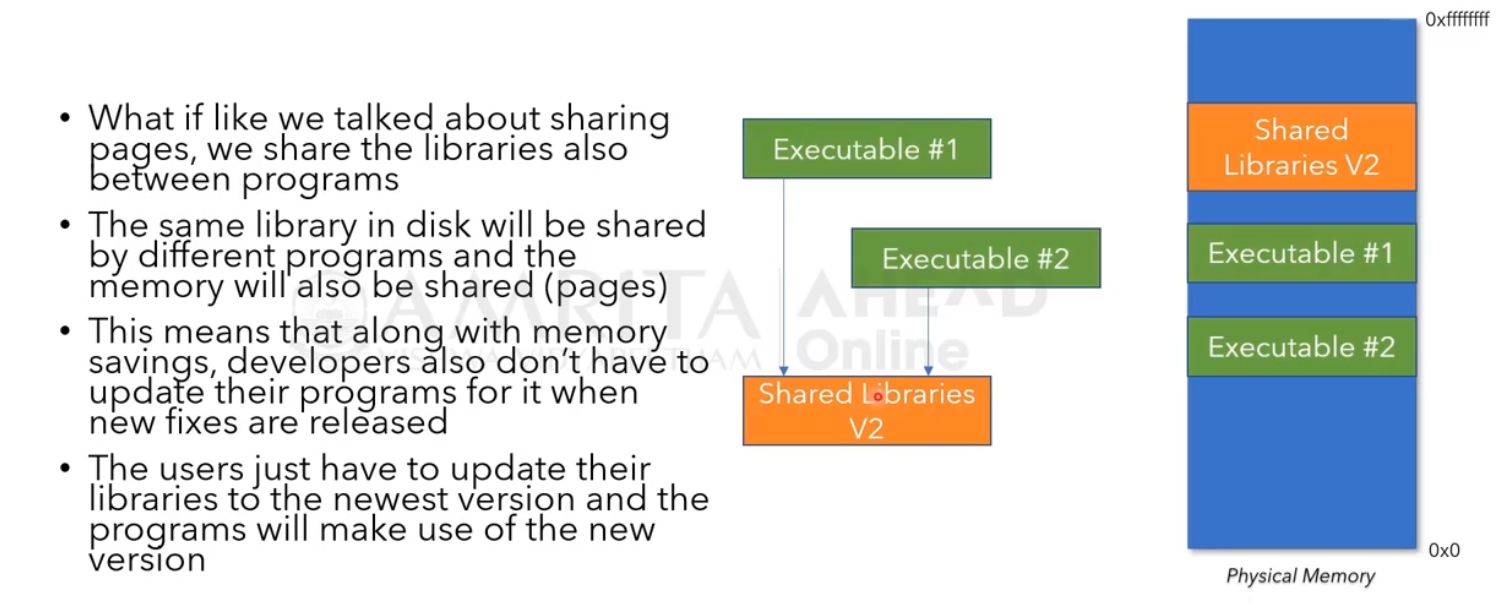 • What if like we talked about sharing
pages, we share the libraries also
between programs
• The same library in disk will be shared
by different programs and the
memory will also be shared (pages)
• This means that along with memory
savings, developers also don't have to
update their programs for it when
new fixes are released
• The users just have to update their
libraries to the newest version and the
programs will make use of the new
version
Executable #1
Executable #2
Shared Libraries
V2
0xffffffff
Shared
Libraries V2
Executable #1
Executable #2
0x0
Physical Memory
AMRITA
AHEAD
Online